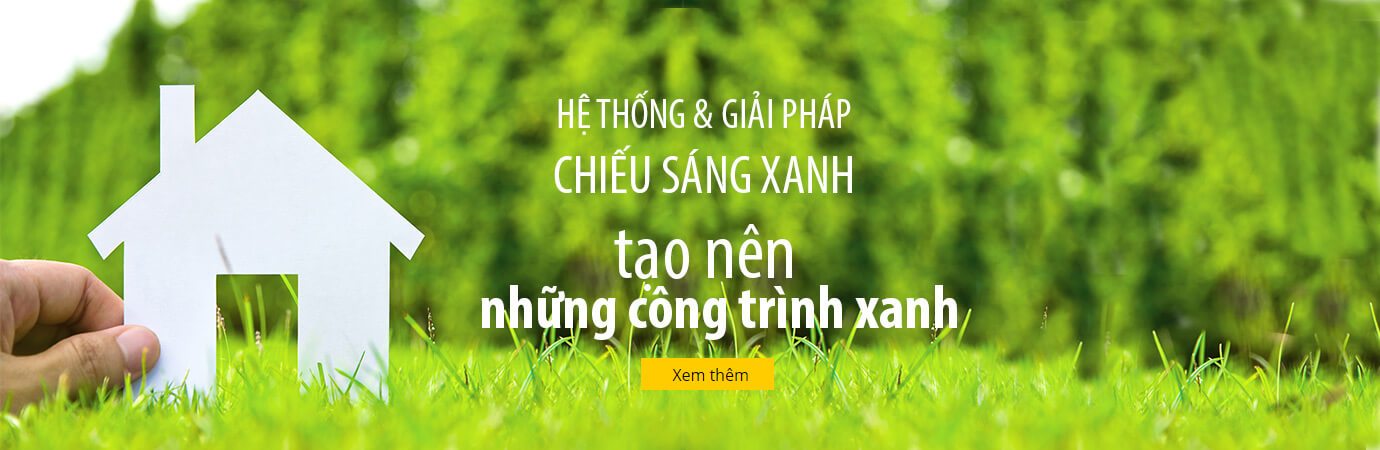 HỆ THỐNG & GIẢI PHÁP
CHIẾU SÁNG XANH
tạo nên
những công trình xanh
Xem thêm